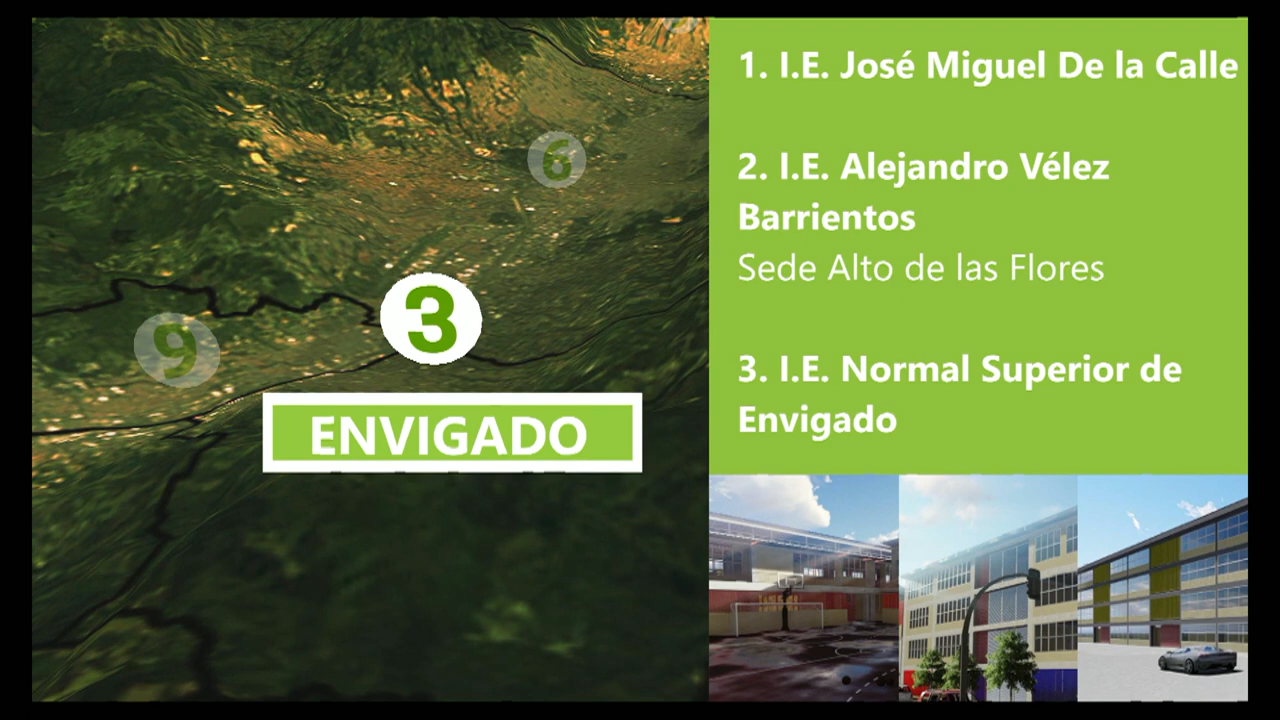 6
3
9
ENVIGADO
1. I.E. José Miguel De la Calle
2. I.E. Alejandro Vélez
Barrientos
Sede Alto de las Flores
3. I.E. Normal Superior de
Envigado